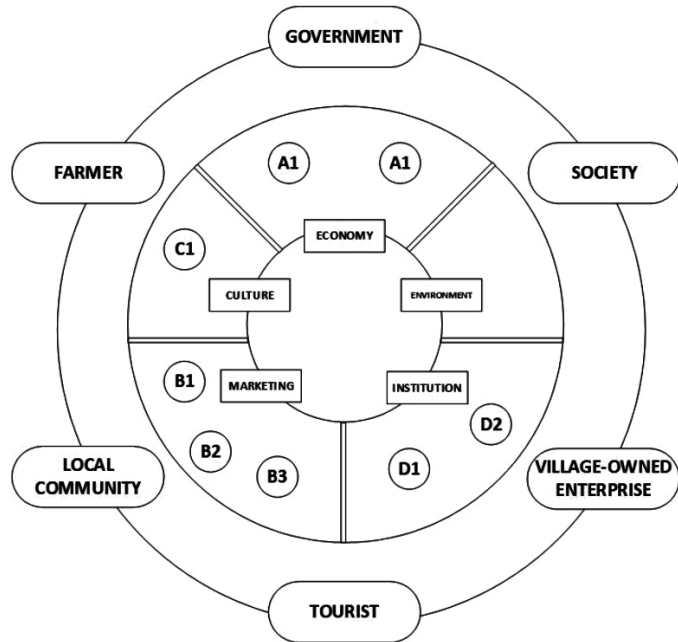 GOVERNMENT
FARMER
SOCIETY
A1
A1
ECONOMY
C1
CULTURE
ENVIRONMENT
B1
MARKETING
INSTITUTION
D2
B2
D1
B3
LOCAL
COMMUNITY
VILLAGE-OWNED
ENTERPRISE
TOURIST